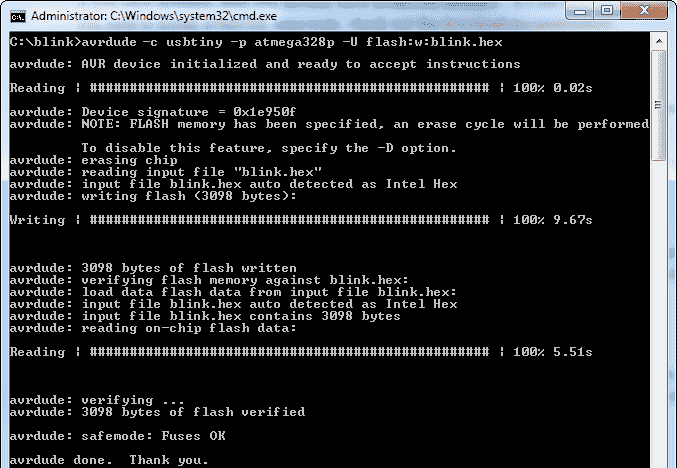 Administrator: C:\Windows\system32\cmd.exe
C:\blink>avrdude -c usbtiny -p atmega328p -U flash:w:blink.hex
avrdude: AVR device initialized and ready to accept instructions
Reading | ################################################## | 100% 0.02s
avrdude: Device signature = 0x1e950f
avrdude: NOTE: FLASH memory has been specified, an erase cycle will be performed
To disable this feature, specify the -D option.
avrdude: erasing chip
avrdude: reading input file "blink.hex"
avrdude: input file blink.hex auto detected as Intel Hex
avrdude: writing flash (3098 bytes):
Writing | ################################################## | 100% 9.67s
avrdude: 3098 bytes of flash written
avrdude: verifying flash memory against blink.hex:
avrdude: load data flash data from input file blink.hex:
avrdude: input file blink.hex auto detected as Intel Hex
avrdude: input file blink.hex contains 3098 bytes
avrdude: reading on-chip flash data:
Reading | ################################################## | 100% 5.51s
avrdude: verifying ...
avrdude: 3098 bytes of flash verified
avrdude: safemode: Fuses OK
avrdude done.  Thank you.